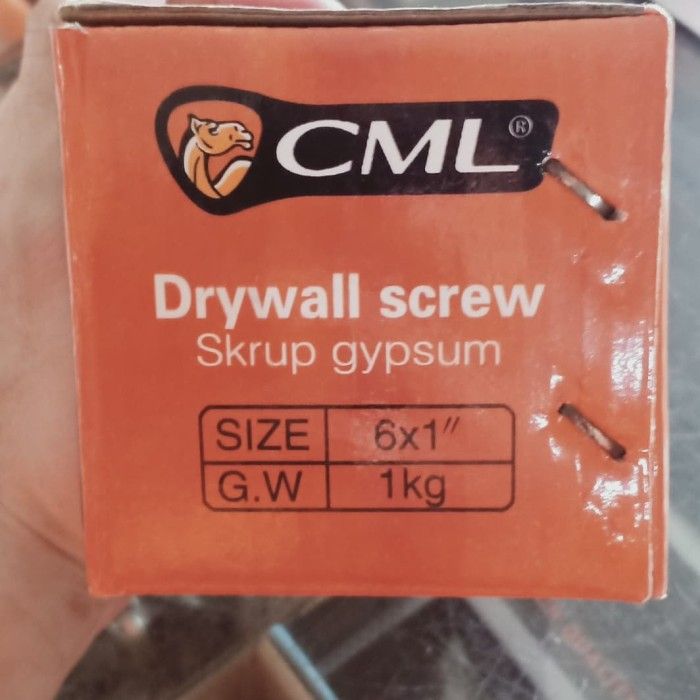 CML®
Drywall screw
Skrup gypsum
SIZE 6x1"
G.W 1kg